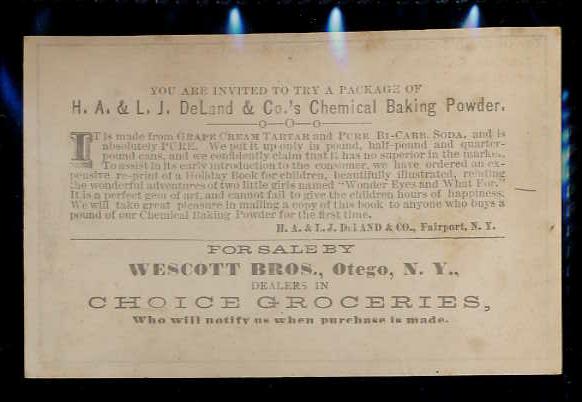 YOU ARE INVITED TO TRY A PACKAGE OF
H. A. & L. J. DeLand & Co.'s Chemical Baking Powder.
IT is made from GRAPE CREAM TARTAR and PURE BI-CARB. SODA, and is
absolutely PURE. We put it up only in pound, half-pound and quarter-
pound cans, and we confidently claim that it has no superior in the market.
To assist in its early introduction to the consumer, we have ordered an ex-
pensive re-print of a Holiday Book for children, beautifully illustrated, relating
the wonderful adventures of two little girls named "Wonder Eyes and What For."
It is a perfect gem of art, and cannot fail to give the children hours of happiness.
We will take great pleasure in mailing a copy of this book to anyone who buys a
pound of our Chemical Baking Powder for the first time.
H. A. & L. J. DeLAND & CO., Fairport, N. Y.
FOR SALE BY
WESCOTT BROS., Otego, N. Y.,
DEALERS IN
CHOICE GROCERIES,
Who will notify us when purchase is made.